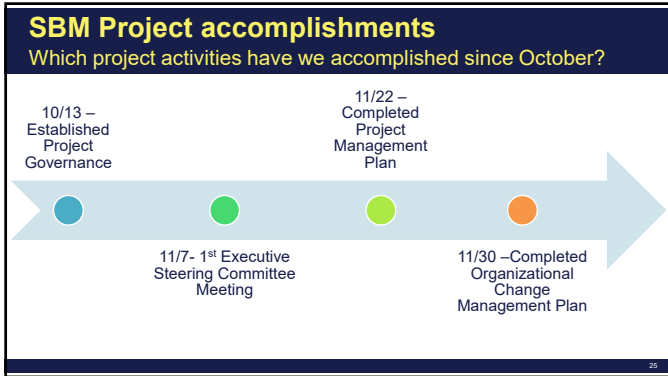 SBM Project accomplishments
Which project activities have we accomplished since October?
10/13 –
Established
Project
Governance
11/7- 1st Executive
Steering Committee
Meeting
11/22 –
Completed
Project
Management
Plan
11/30 –Completed
Organizational
Change
Management Plan
25